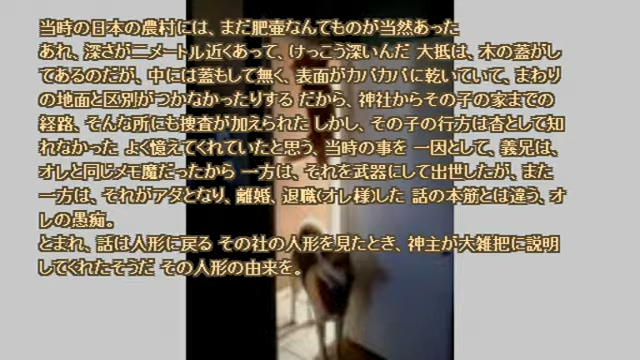 当時の日本の農村には、まだ肥壷なんてものが当然あった
あれ、深さが二メートル近くあって、けっこう深いんだ 大抵は、木の蓋がし
てあるのだが、中には蓋もして無く、表面がカパカパに乾いていて、まわり
の地面と区別がつかなかったりする だから、神社からその子の家までの
経路、そんな所にも捜査が加えられた しかし、その子の行方は杳として知
れなかった よく憶えてくれていたと思う、当時の事を 一因として、義兄は、
オレと同じメモ魔だったから 一方は、それを武器にして出世したが、また
一方は、それがアダとなり、離婚、退職(オレ様)した 話の本筋とは違う、オ
レの愚痴。
とまれ、話は人形に戻る その社の人形を見たとき、神主が大雑把に説明
してくれたそうだ その人形の由来を。